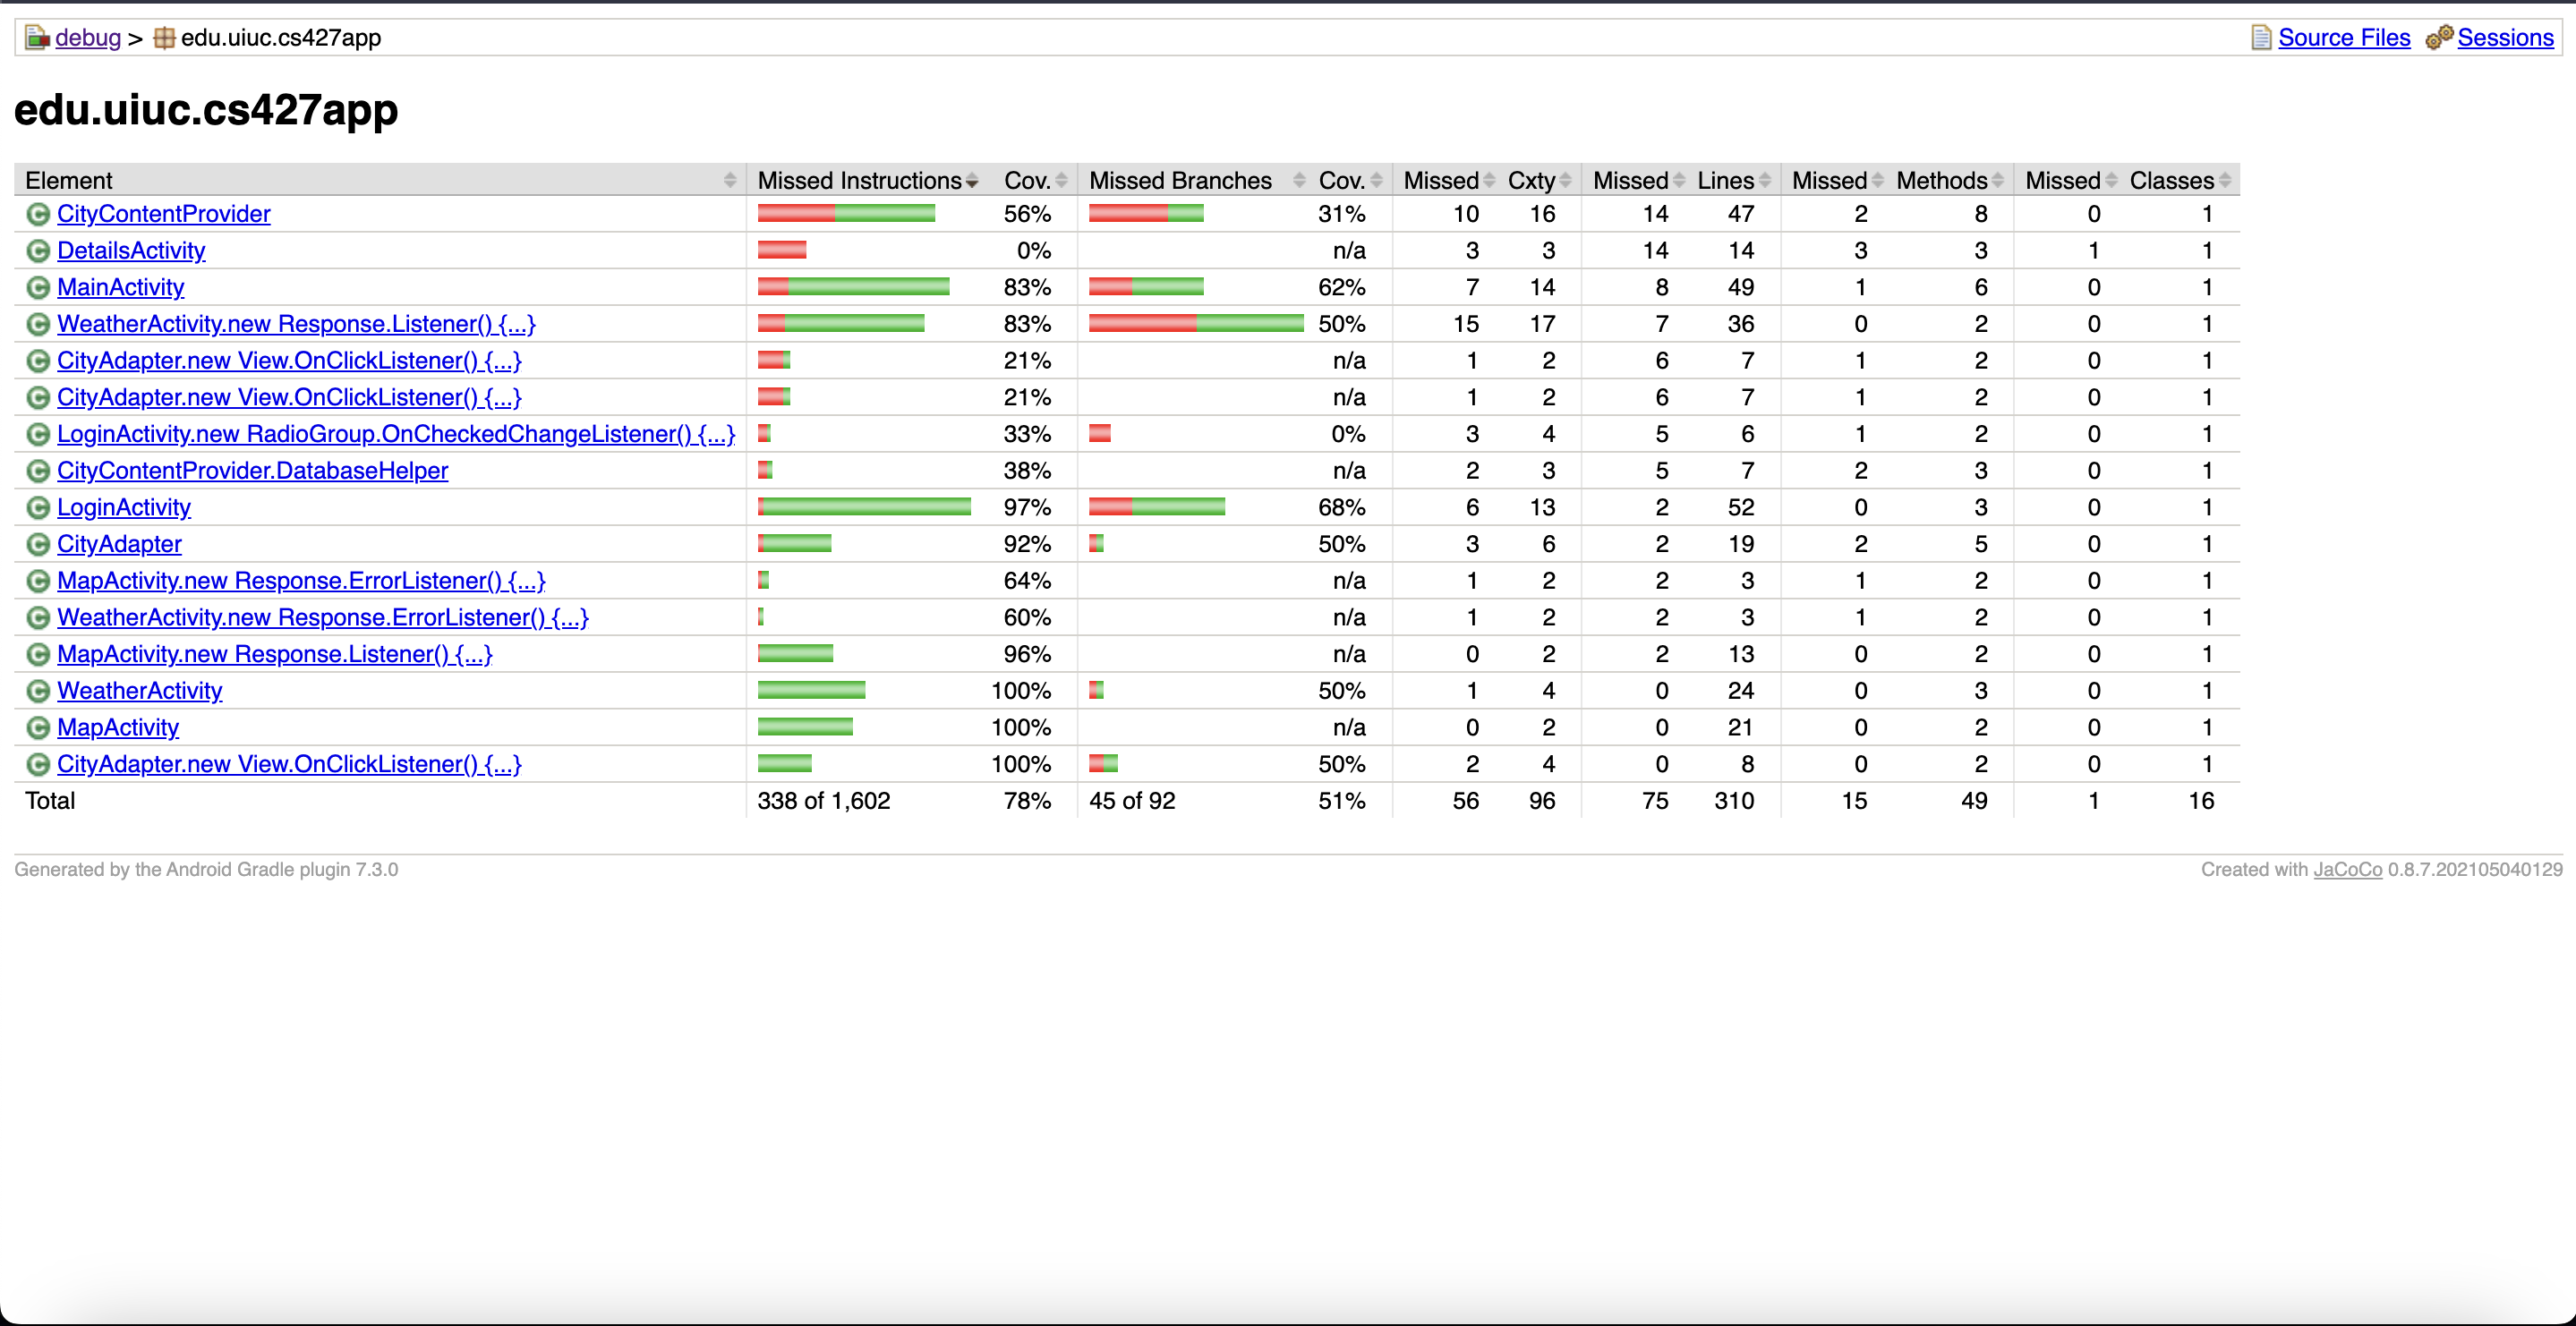 debug > edu.uiuc.cs427app Source Files Sessions
edu.uiuc.cs427app
Element Missed Instructions Cov. Missed Branches Cov. Missed Cxty Missed Lines Missed Methods Missed Classes
CityContentProvider 56% 31% 10 16 14 47 2 8 0 1
DetailsActivity 0% n/a 3 3 14 14 3 3 1 1
MainActivity 83% 62% 7 14 8 49 1 6 0 1
WeatherActivity.new Response.Listener() {...} 83% 50% 15 17 7 36 0 2 0 1
CityAdapter.new View.OnClickListener() {...} 21% n/a 1 2 6 7 1 2 0 1
CityAdapter.new View.OnClickListener() {...} 21% n/a 1 2 6 7 1 2 0 1
LoginActivity.new RadioGroup.OnCheckedChangeListener() {...} 33% 0% 3 4 5 6 1 2 0 1
CityContentProvider.DatabaseHelper 38% n/a 2 3 5 7 2 3 0 1
LoginActivity 97% 68% 6 13 2 52 0 3 0 1
CityAdapter 92% 50% 3 6 2 19 2 5 0 1
MapActivity.new Response.ErrorListener() {...} 64% n/a 1 2 2 3 1 2 0 1
WeatherActivity.new Response.ErrorListener() {...} 60% n/a 1 2 2 3 1 2 0 1
MapActivity.new Response.Listener() {...} 96% n/a 0 2 2 13 0 2 0 1
WeatherActivity 100% 50% 1 4 0 24 0 3 0 1
MapActivity 100% n/a 0 2 0 21 0 2 0 1
CityAdapter.new View.OnClickListener() {...} 100% 50% 2 4 0 8 0 2 0 1
Total 338 of 1,602 78% 45 of 92 51% 56 96 75 310 15 49 1 16
Generated by the Android Gradle plugin 7.3.0 Created with JaCoCo 0.8.7.202105040129